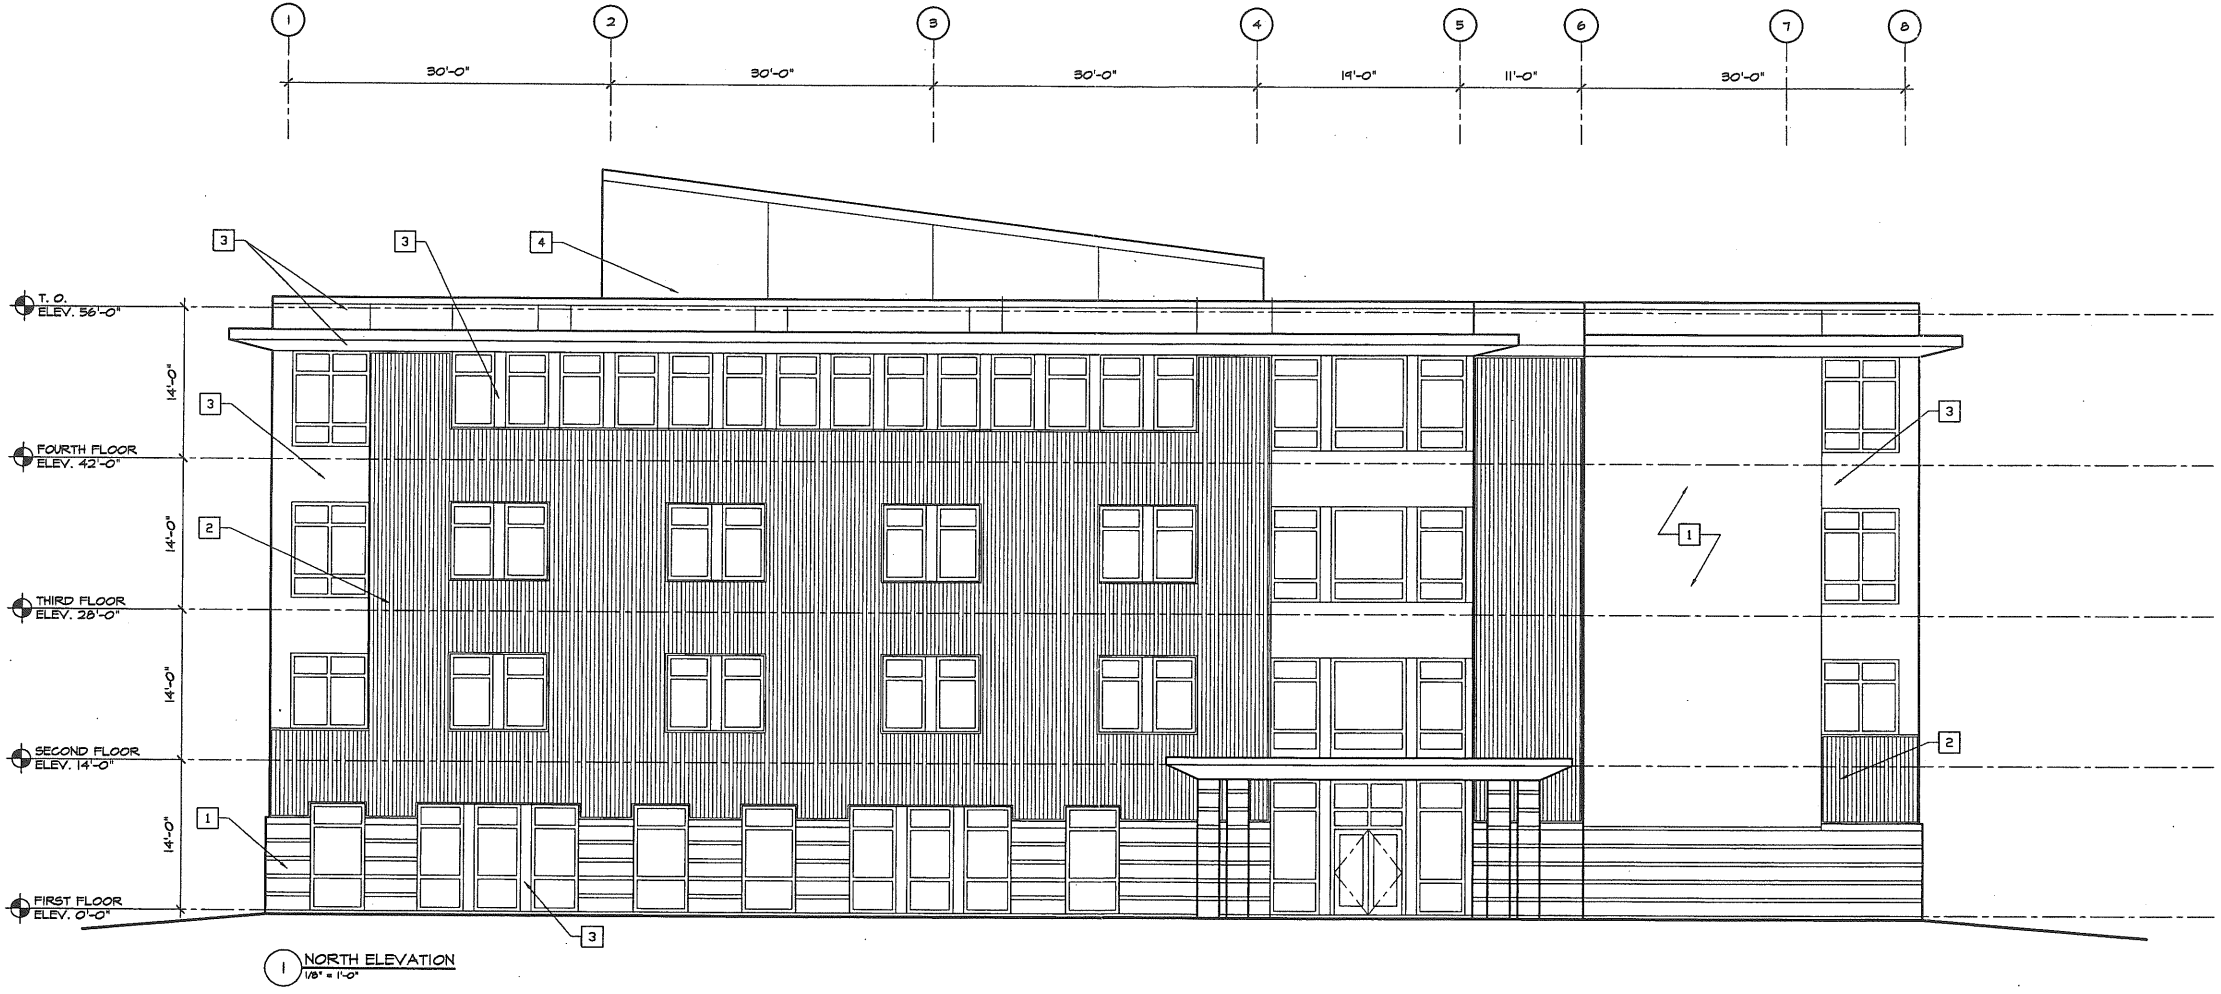 1 2 3 4 5 6 7 8
30'-0" 30'-0" 30'-0" 19'-0" 11'-0" 30'-0"
3 3 4
T. O.
ELEV. 56'-0"
14'-0"
3 3
FOURTH FLOOR
ELEV. 42'-0"
14'-0"
2 1
THIRD FLOOR
ELEV. 28'-0"
14'-0"
SECOND FLOOR
ELEV. 14'-0"
2
14'-0"
1
FIRST FLOOR
ELEV. 0'-0"
3
1 NORTH ELEVATION
1/8" = 1'-0"